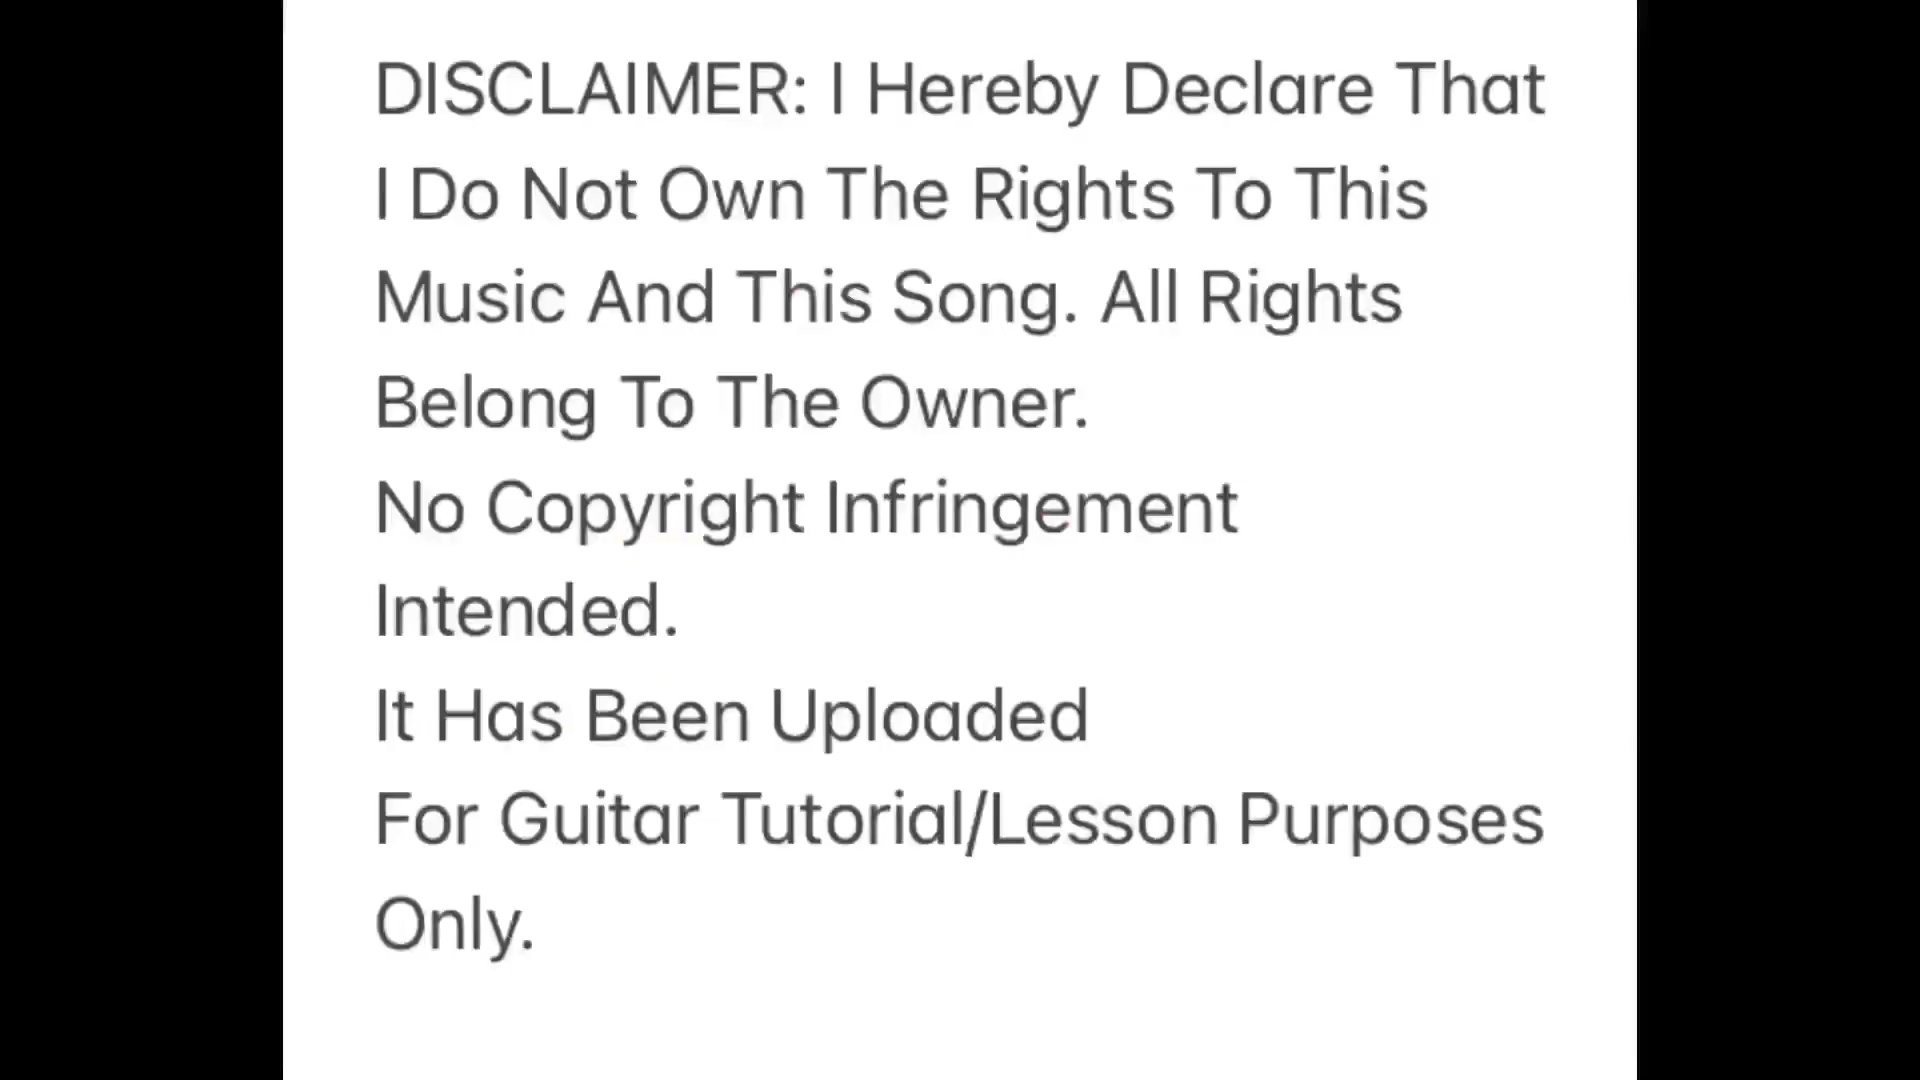 DISCLAIMER: I Hereby Declare That
I Do Not Own The Rights To This
Music And This Song. All Rights
Belong To The Owner.
No Copyright Infringement
Intended.
It Has Been Uploaded
For Guitar Tutorial/Lesson Purposes
Only.